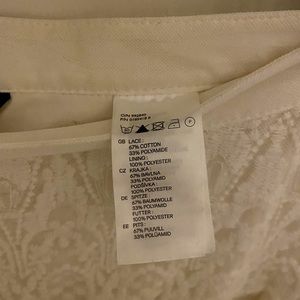 GB LACE:
67% COTTON
33% POLYAMIDE
LINING:
100% POLYESTER
CZ KRAJKA:
67% BAVLNA
33% POLYAMID
PODŠÍVKA:
100% POLYESTER
DE SPITZE:
67% BAUMWOLLE
33% POLYAMID
FUTTER:
100% POLYESTER
EE PITS:
67% PUUVILL
33% POLÜAMIID